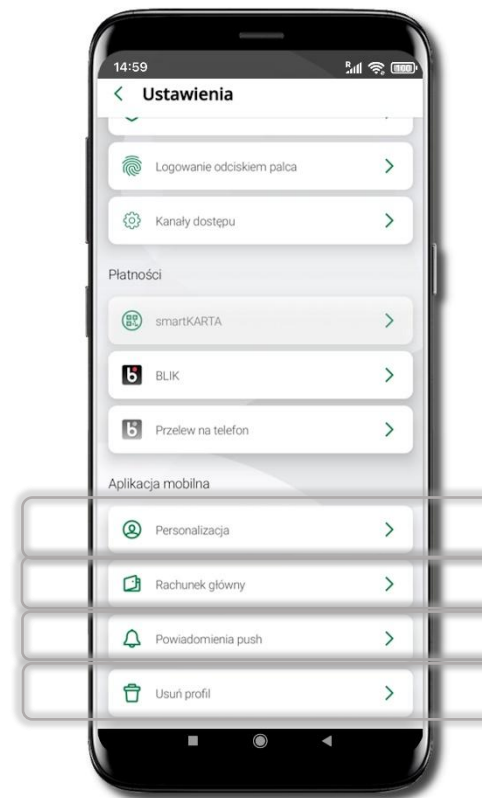 14:59
R
100
Ustawienia
Logowanie odciskiem palca
Kanały dostępu
Płatności
smartKARTA
BLIK
Przelew na telefon
Aplikacja mobilna
Personalizacja
Rachunek główny
Powiadomienia push
Usuń profil